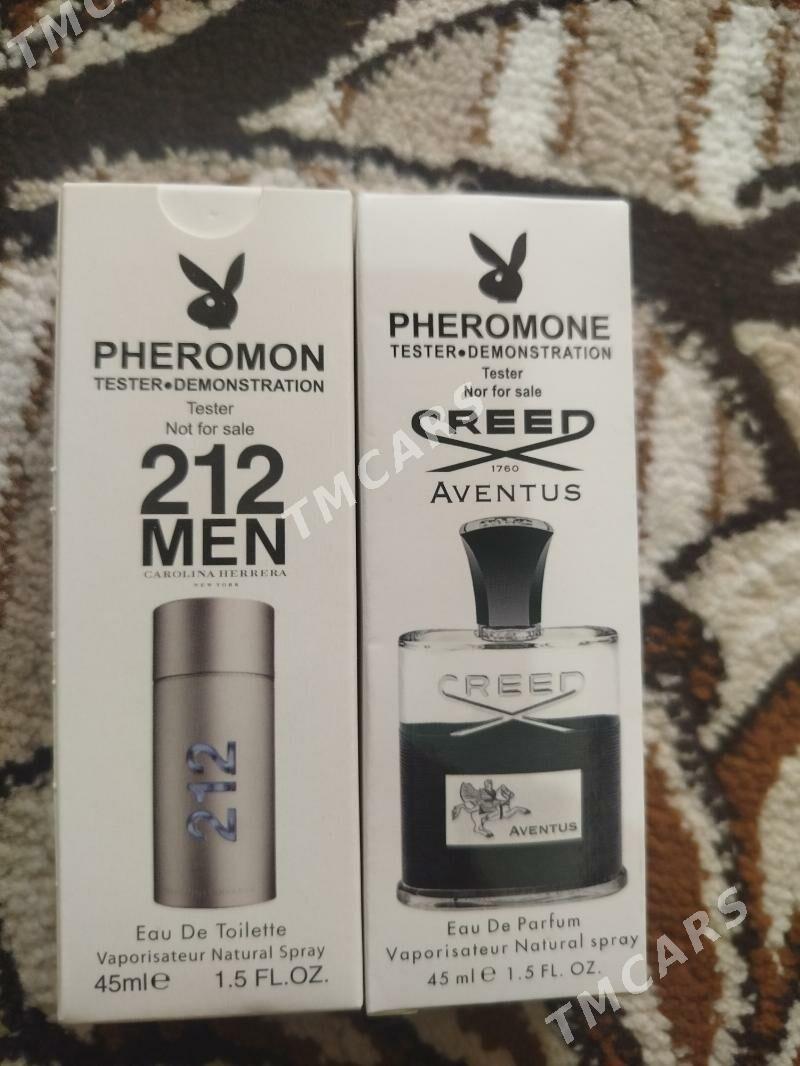 PHEROMON
TESTER•DEMONSTRATION
Tester
Not for sale
212
MEN
CAROLINA HERRERA
NEW YORK
212
Eau De Toilette
Vaporisateur Natural Spray
45ml℮ 1.5 FL.OZ.
PHEROMONE
TESTER•DEMONSTRATION
Tester
Nor for sale
CREED
1760
AVENTUS
CREED
AVENTUS
Eau De Parfum
Vaporisateur Natural spray
45 ml ℮ 1.5 FL. OZ.
TMCARS
TMCARS
TMCARS